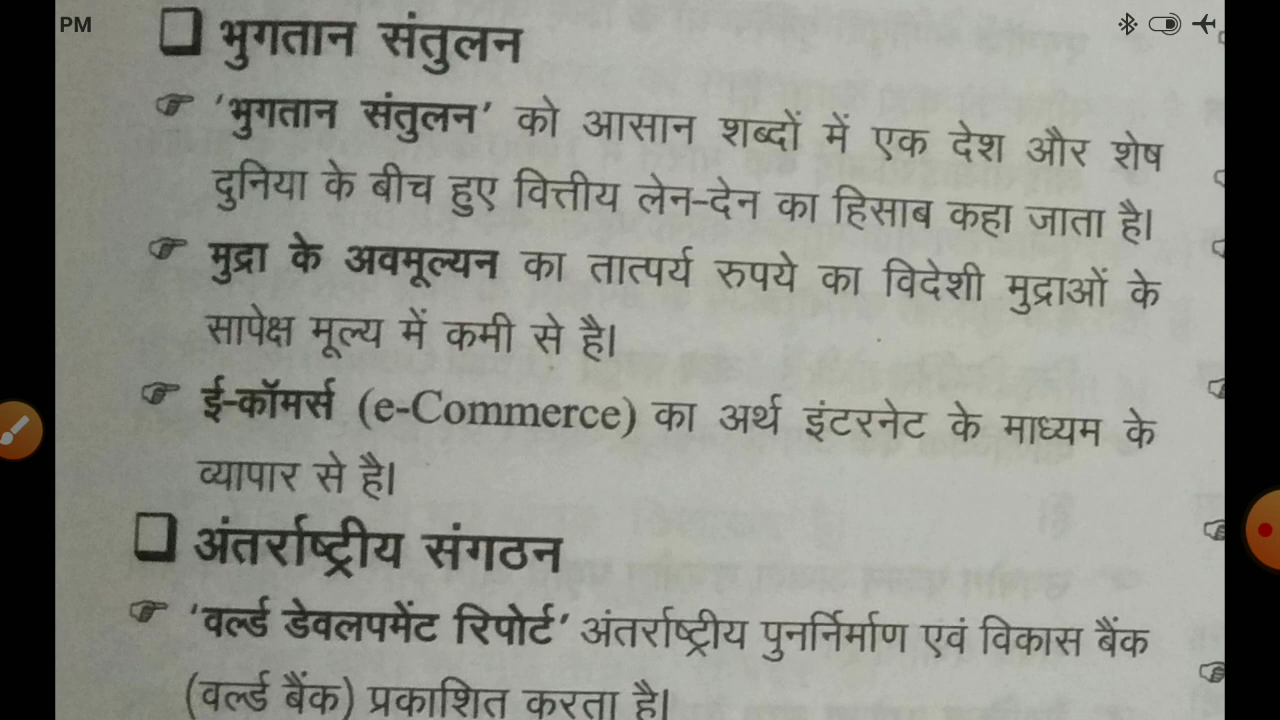 PM
❑ भुगतान संतुलन
☞ 'भुगतान संतुलन' को आसान शब्दों में एक देश और शेष
दुनिया के बीच हुए वित्तीय लेन-देन का हिसाब कहा जाता है।
☞ मुद्रा के अवमूल्यन का तात्पर्य रुपये का विदेशी मुद्राओं के
सापेक्ष मूल्य में कमी से है।
☞ ई-कॉमर्स (e-Commerce) का अर्थ इंटरनेट के माध्यम के
व्यापार से है।
❑ अंतर्राष्ट्रीय संगठन
☞ 'वर्ल्ड डेवलपमेंट रिपोर्ट' अंतर्राष्ट्रीय पुनर्निर्माण एवं विकास बैंक
(वर्ल्ड बैंक) प्रकाशित करता है।